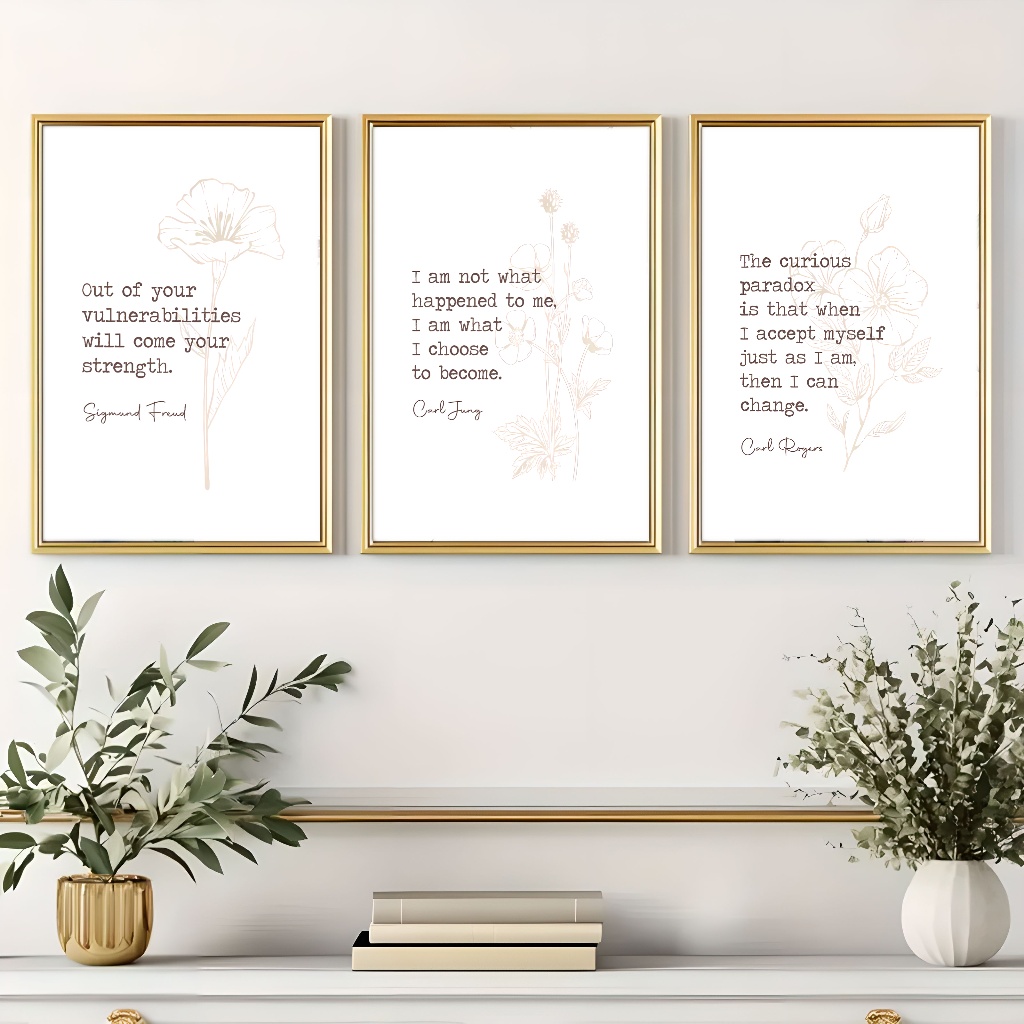 Out of your
vulnerabilities
will come your
strength.
Sigmund Freud
I am not what
happened to me,
I am what
I choose
to become.
Carl Jung
The curious
paradox
is that when
I accept myself
just as I am,
then I can
change.
Carl Rogers